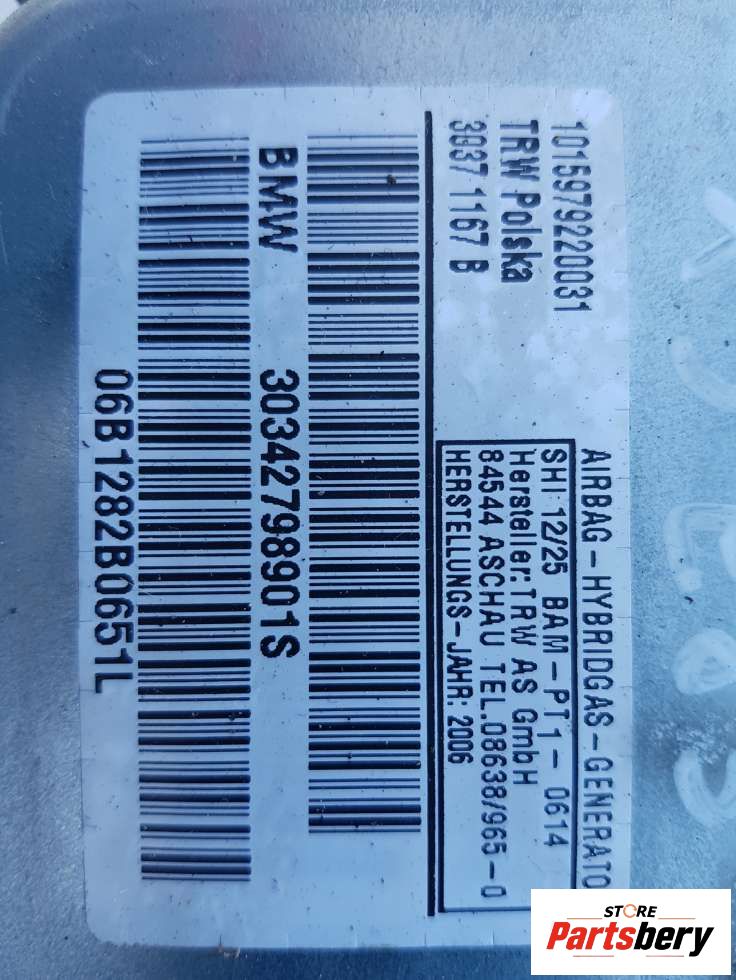 1015979220031
TRW Polska
3037 1167 B
AIRBAG-HYBRIDGAS-GENERATO
SHI 12/25 BAM-PT1-0614
Hersteller: TRW AS GmbH
84544 ASCHAU TEL.08638/965-0
HERSTELLUNGS-JAHR: 2006
BMW 30342798901S
06B1282B0651L
STORE
Partsbery